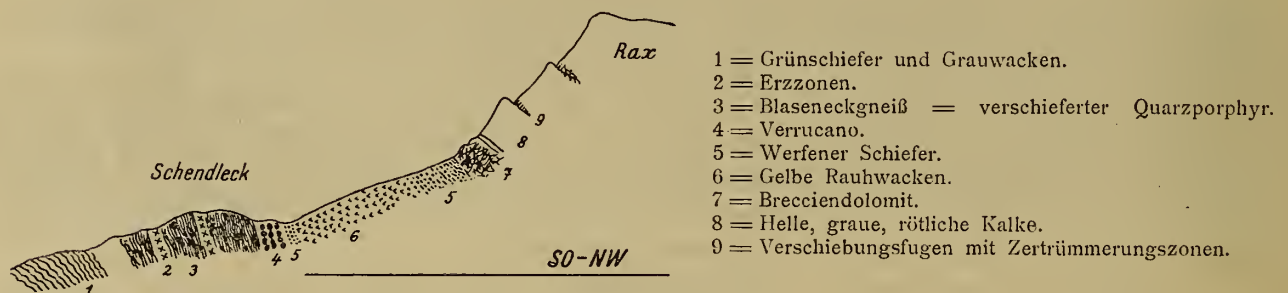 Rax
Schendleck
9
8
7
5
6
5
4
3
2
1
SO-NW
1 = Grünschiefer und Grauwacken.
2 = Erzzonen.
3 = Blaseneckgneiß = verschieferter Quarzporphyr.
4 = Verrucano.
5 = Werfener Schiefer.
6 = Gelbe Rauhwacken.
7 = Brecciendolomit.
8 = Helle, graue, rötliche Kalke.
9 = Verschiebungsfugen mit Zertrümmerungszonen.